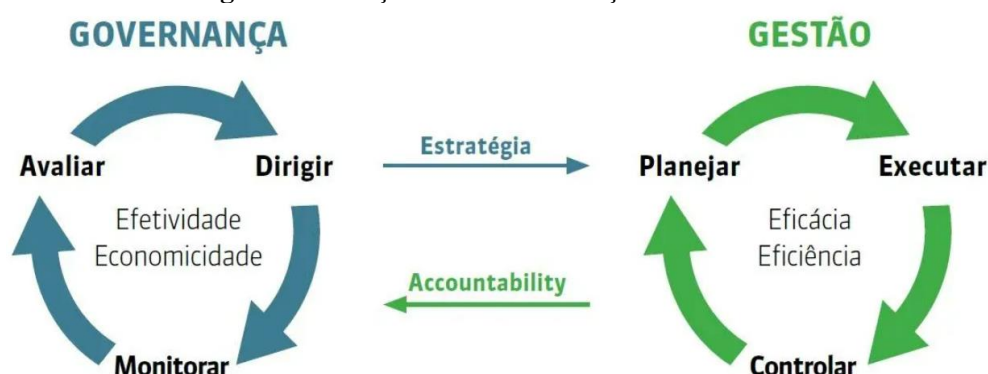 GOVERNANÇA
GESTÃO
Avaliar
Dirigir
Estratégia
Planejar
Executar
Efetividade
Economicidade
Eficácia
Eficiência
Accountability
Monitorar
Controlar